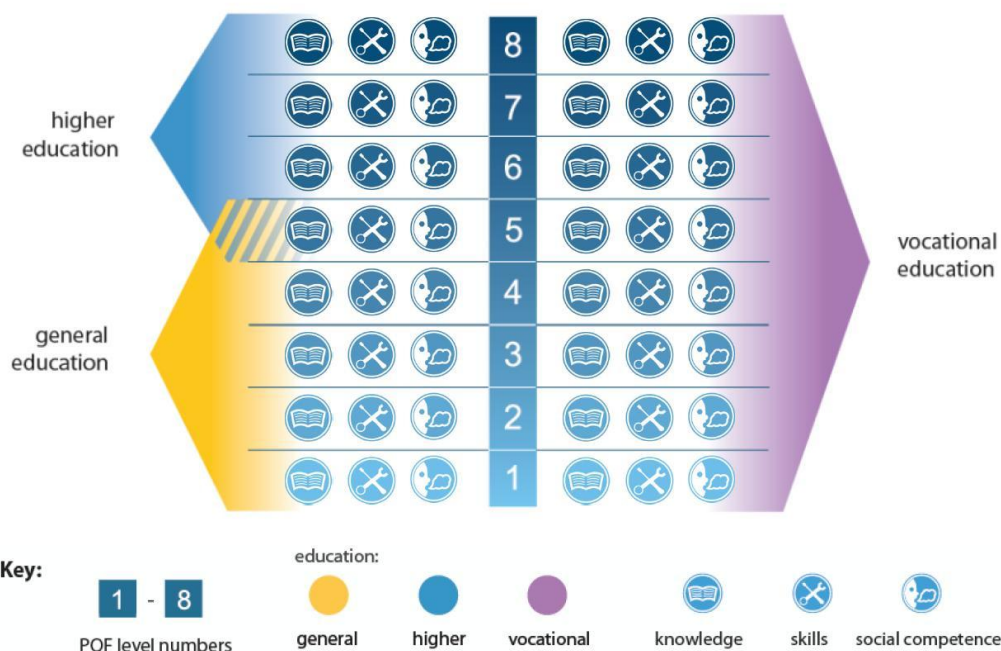 8
7
higher
education
6
5
vocational
education
4
general
education
3
2
1
Key:
education:
1 - 8
PQF level numbers
general
higher
vocational
knowledge
skills
social competence